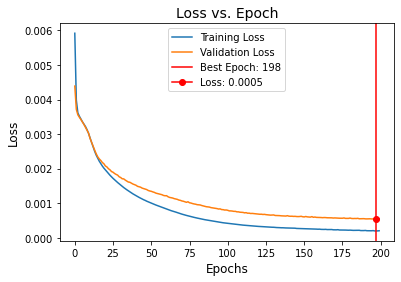 Loss vs. Epoch
Training Loss
Validation Loss
Best Epoch: 198
Loss: 0.0005
Loss
0.006
0.005
0.004
0.003
0.002
0.001
0.000
0 25 50 75 100 125 150 175 200
Epochs